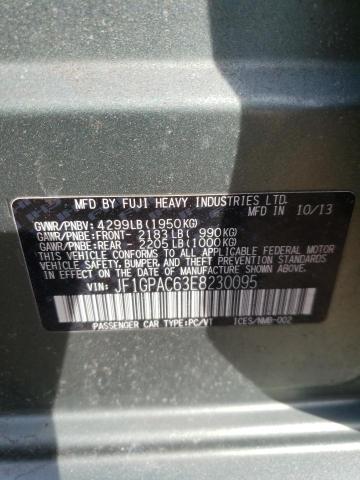 MFD BY FUJI HEAVY INDUSTRIES LTD.
MFD IN 10/13
GVWR/PNBV: 4299LB(1950KG)
GAWR/PNBE:FRONT- 2183LB( 990KG)
GAWR/PNBE:REAR - 2205LB(1000KG)
THIS VEHICLE CONFORMS TO ALL APPLICABLE FEDERAL MOTOR
VEHICLE SAFETY, BUMPER, AND THEFT PREVENTION
STANDARDS IN EFFECT ON THE DATE OF MANUFACTURE
SHOWN ABOVE.
VIN: JF1GPAC63E8230095
PASSENGER CAR TYPE:PC/VT ICES/NMB-002